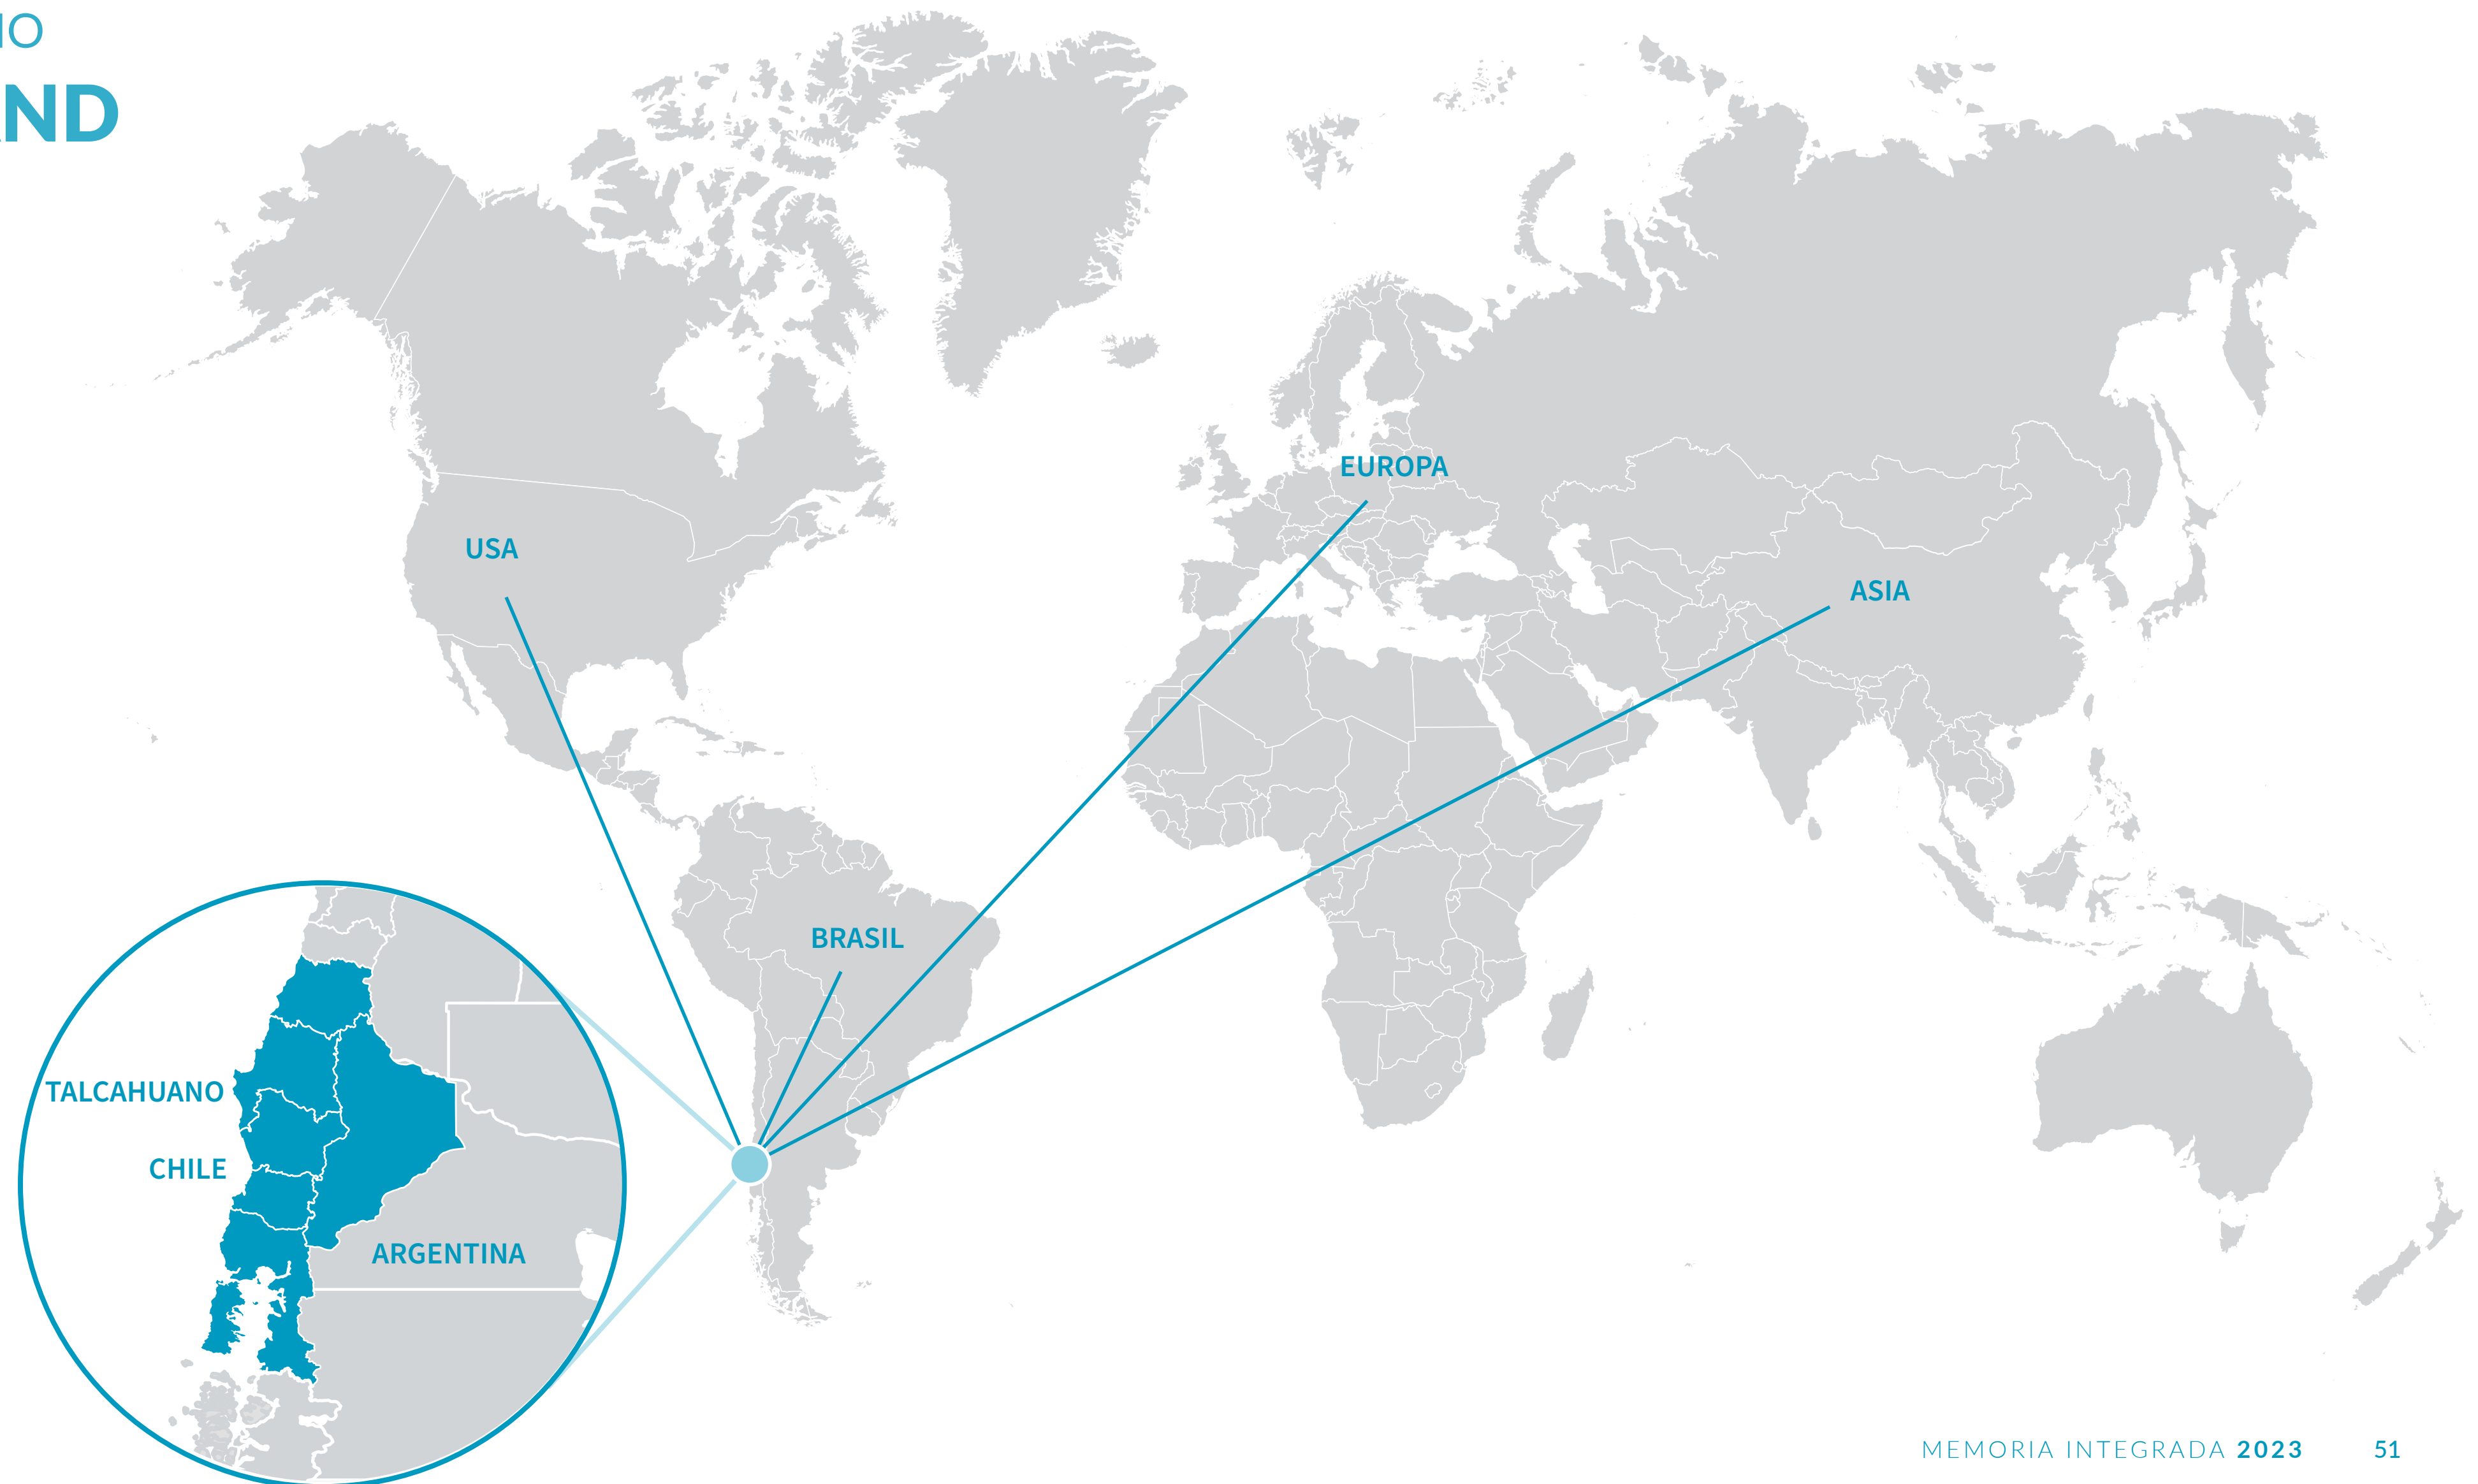 IO
ND
EUROPA
USA
ASIA
BRASIL
TALCAHUANO
CHILE
ARGENTINA
MEMORIA INTEGRADA 2023 51